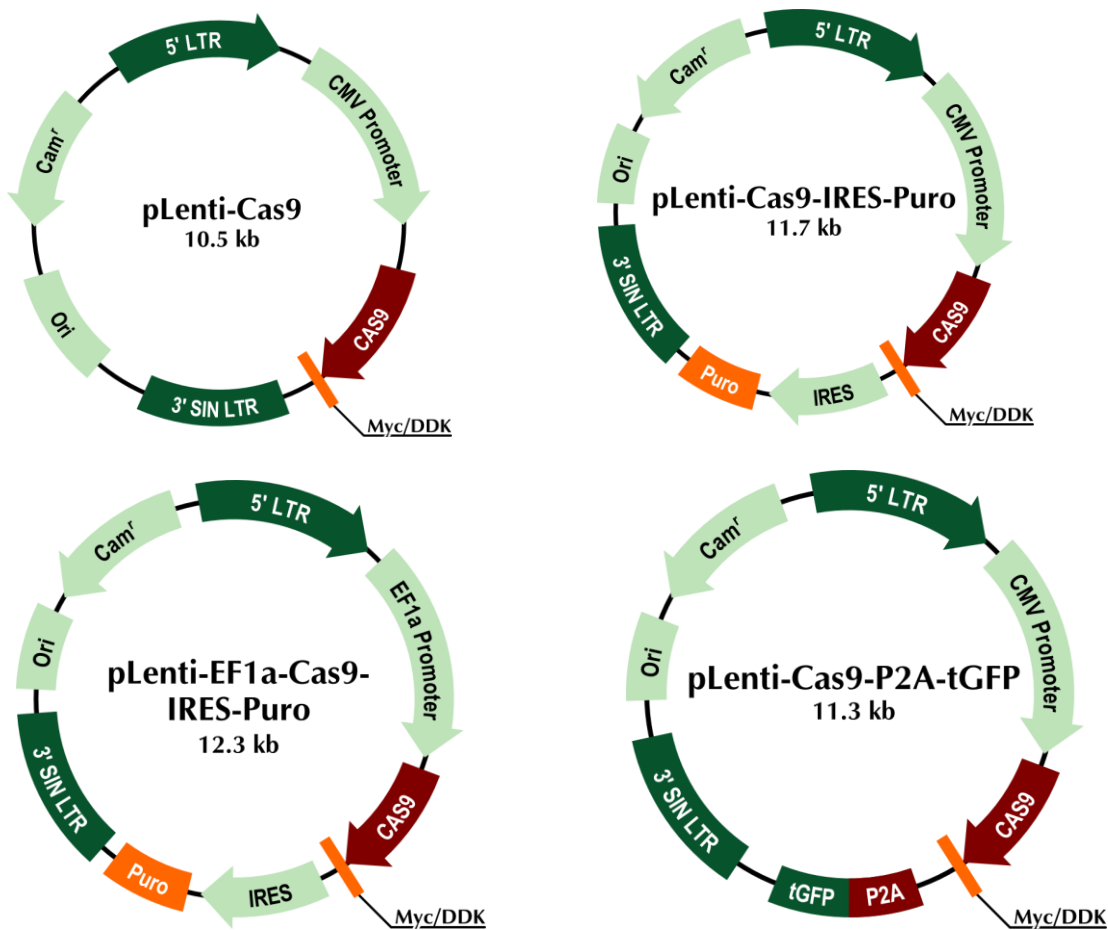 5' LTR
CMV Promoter
CAS9
Myc/DDK
3' SIN LTR
Ori
Camʳ
pLenti-Cas9
10.5 kb
5' LTR
CMV Promoter
CAS9
Myc/DDK
IRES
Puro
3' SIN LTR
Ori
Camʳ
pLenti-Cas9-IRES-Puro
11.7 kb
5' LTR
EF1a Promoter
CAS9
Myc/DDK
IRES
Puro
3' SIN LTR
Ori
Camʳ
pLenti-EF1a-Cas9-
IRES-Puro
12.3 kb
5' LTR
CMV Promoter
CAS9
Myc/DDK
P2A
tGFP
3' SIN LTR
Ori
Camʳ
pLenti-Cas9-P2A-tGFP
11.3 kb